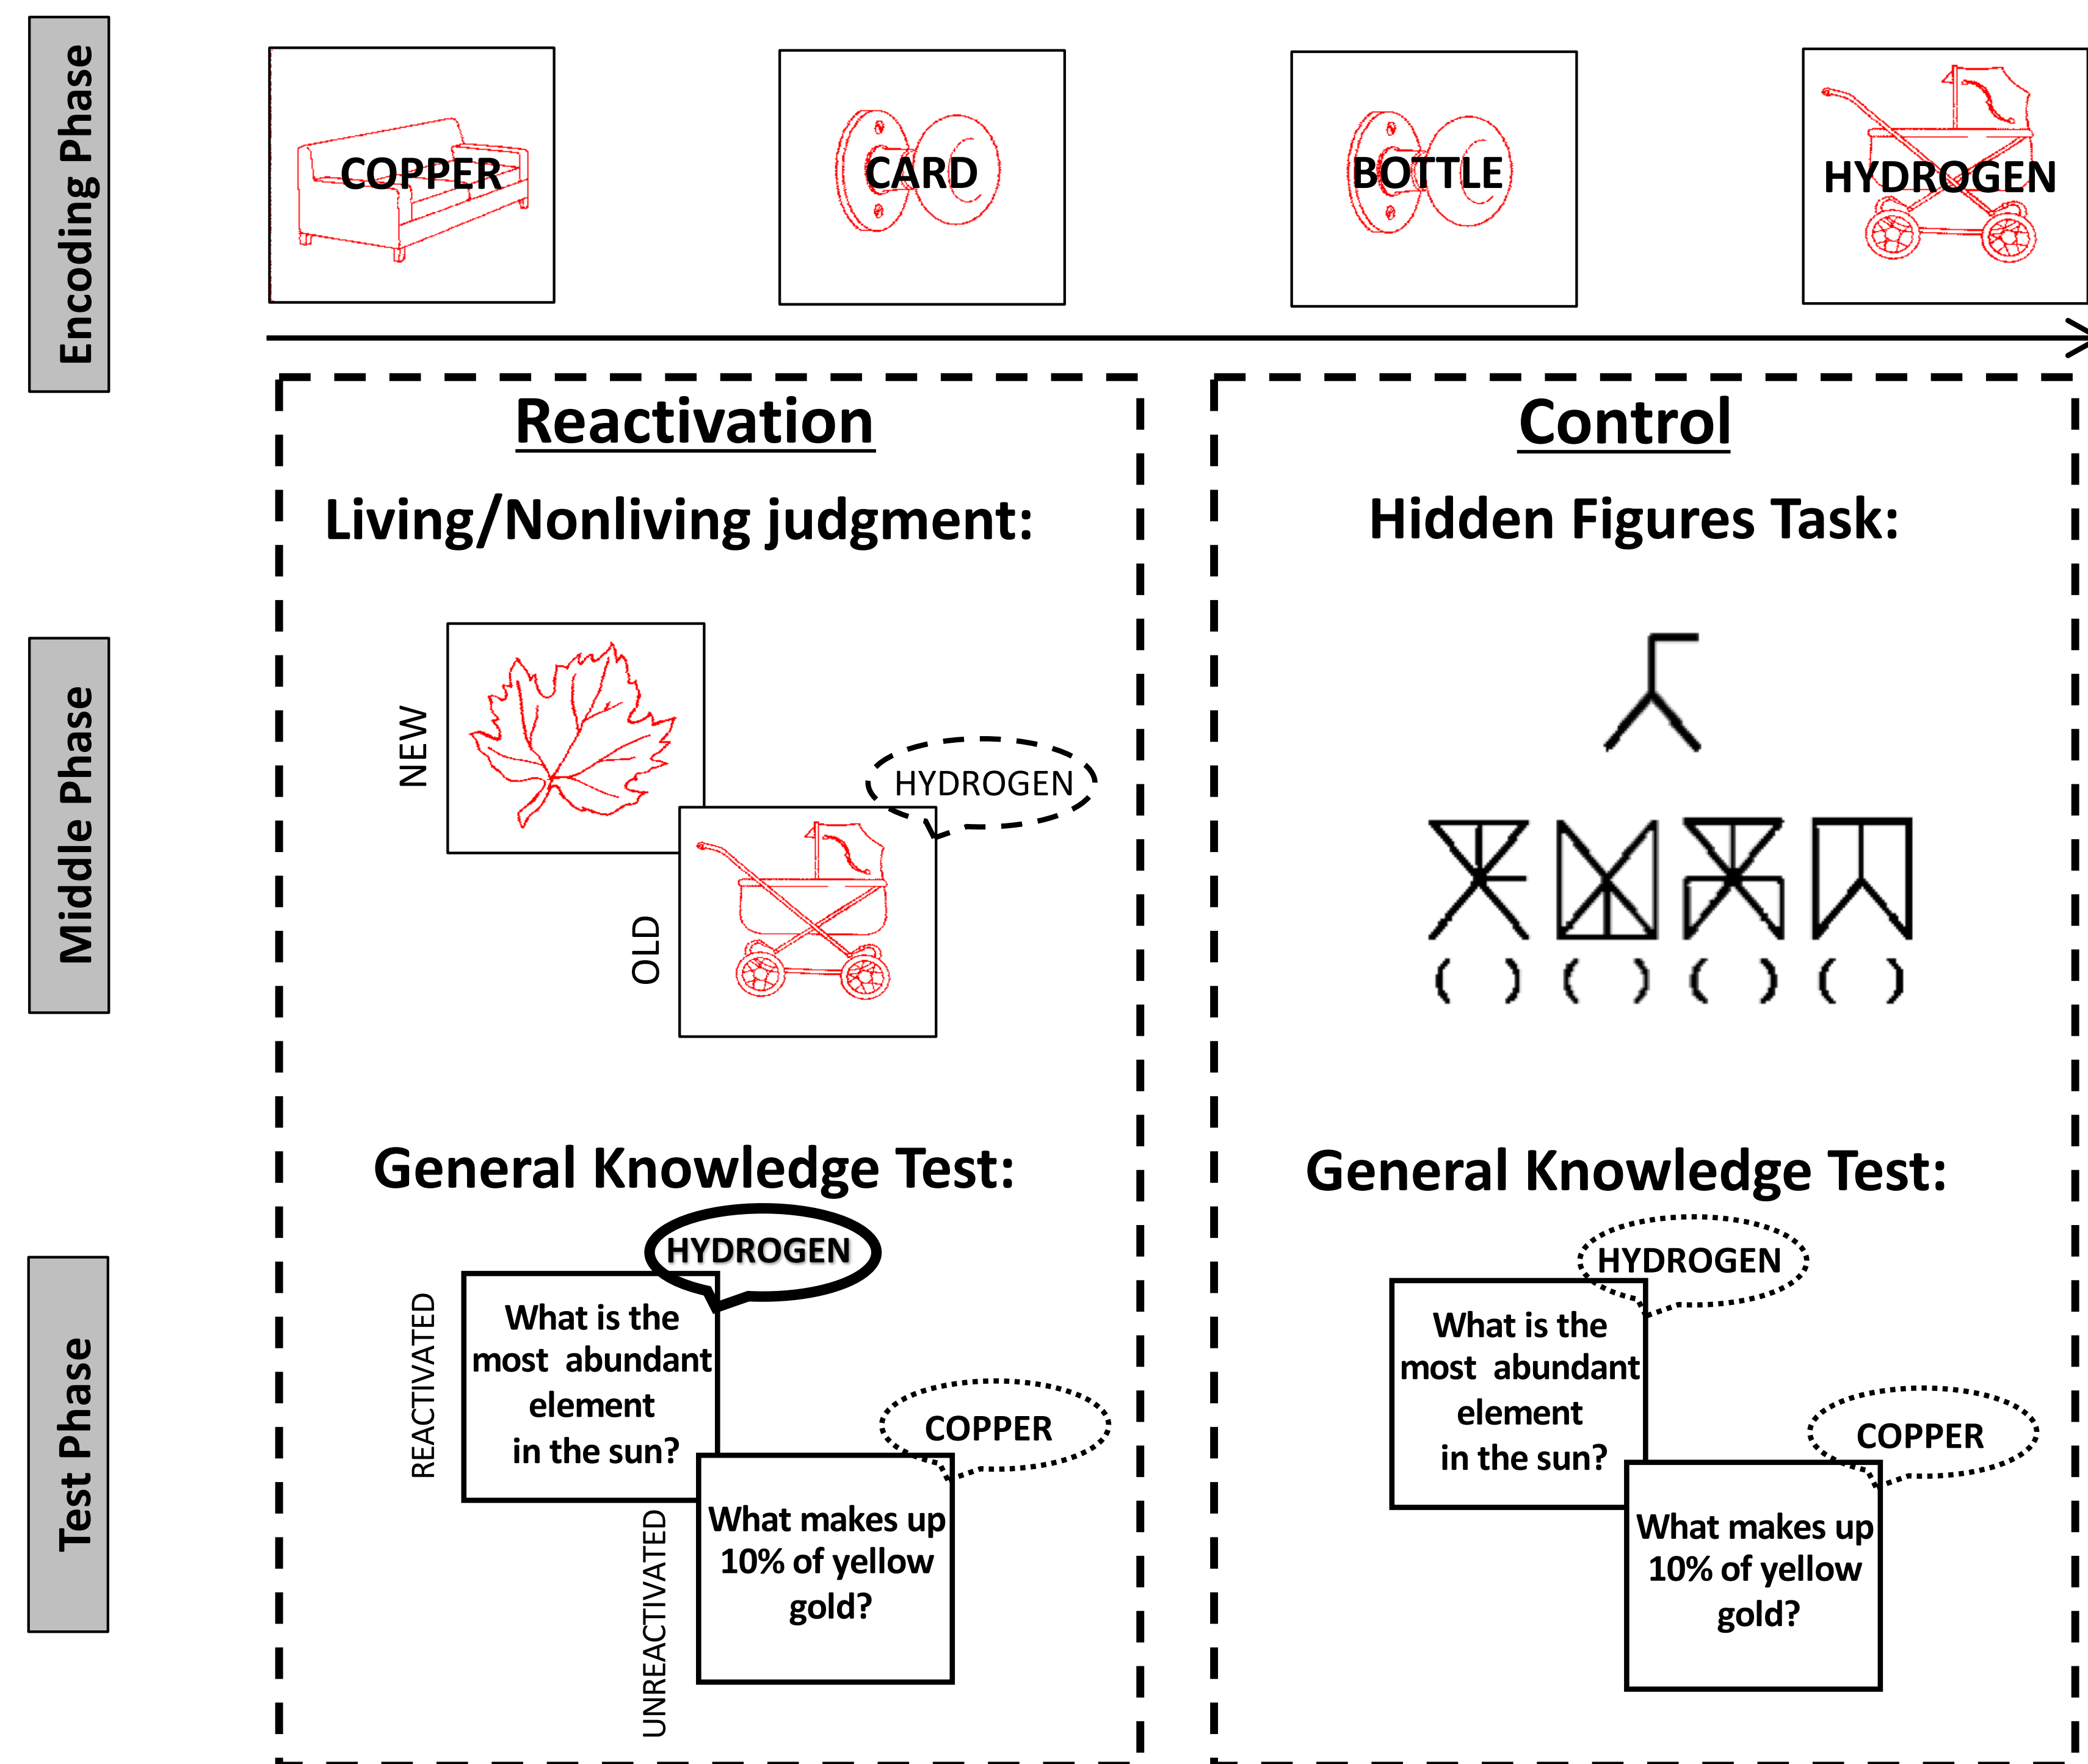 Encoding Phase
COPPER
CARD
BOTTLE
HYDROGEN
Reactivation
Living/Nonliving judgment:
Middle Phase
NEW
HYDROGEN
OLD
General Knowledge Test:
Test Phase
HYDROGEN
REACTIVATED
What is the
most abundant
element
in the sun?
COPPER
UNREACTIVATED
What makes up
10% of yellow
gold?
Control
Hidden Figures Task:
( ) ( ) ( ) ( )
General Knowledge Test:
HYDROGEN
What is the
most abundant
element
in the sun?
COPPER
What makes up
10% of yellow
gold?